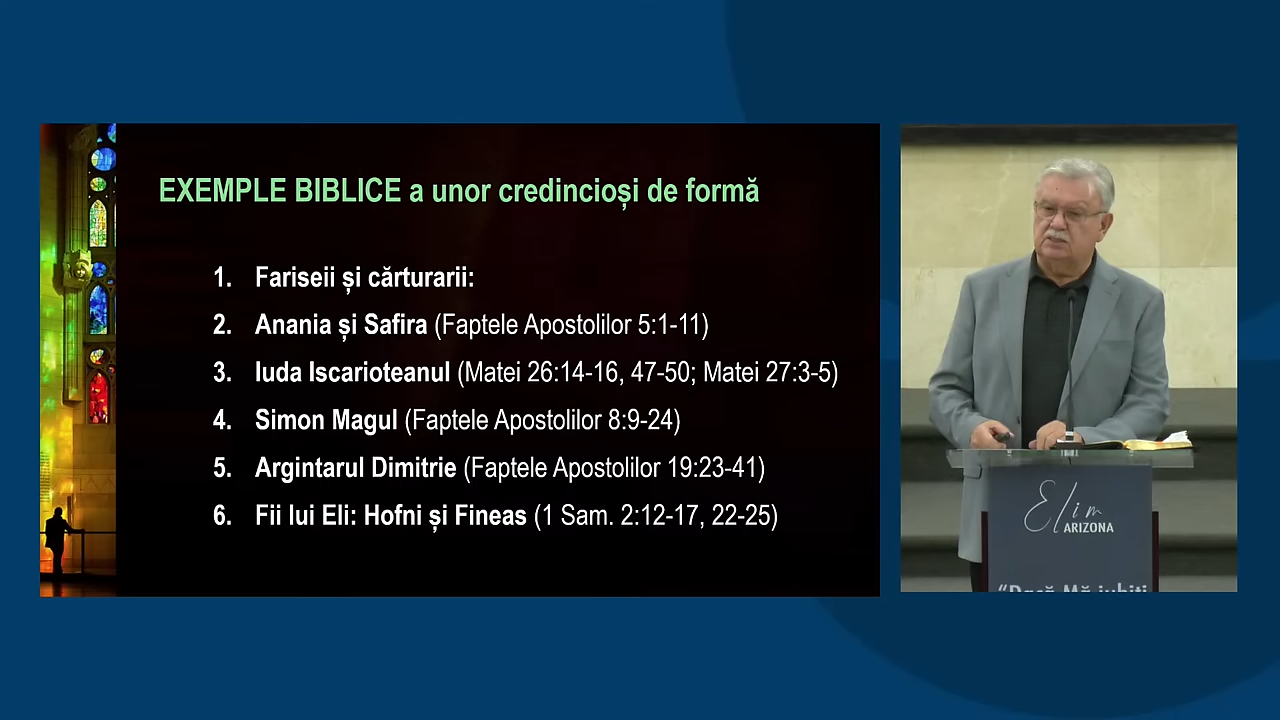 EXEMPLE BIBLICE a unor credincioși de formă
1. Fariseii și cărturarii:
2. Anania și Safira (Faptele Apostolilor 5:1-11)
3. Iuda Iscarioteanul (Matei 26:14-16, 47-50; Matei 27:3-5)
4. Simon Magul (Faptele Apostolilor 8:9-24)
5. Argintarul Dimitrie (Faptele Apostolilor 19:23-41)
6. Fii lui Eli: Hofni și Fineas (1 Sam. 2:12-17, 22-25)
Elim
ARIZONA
“Dacă Mă iubiți